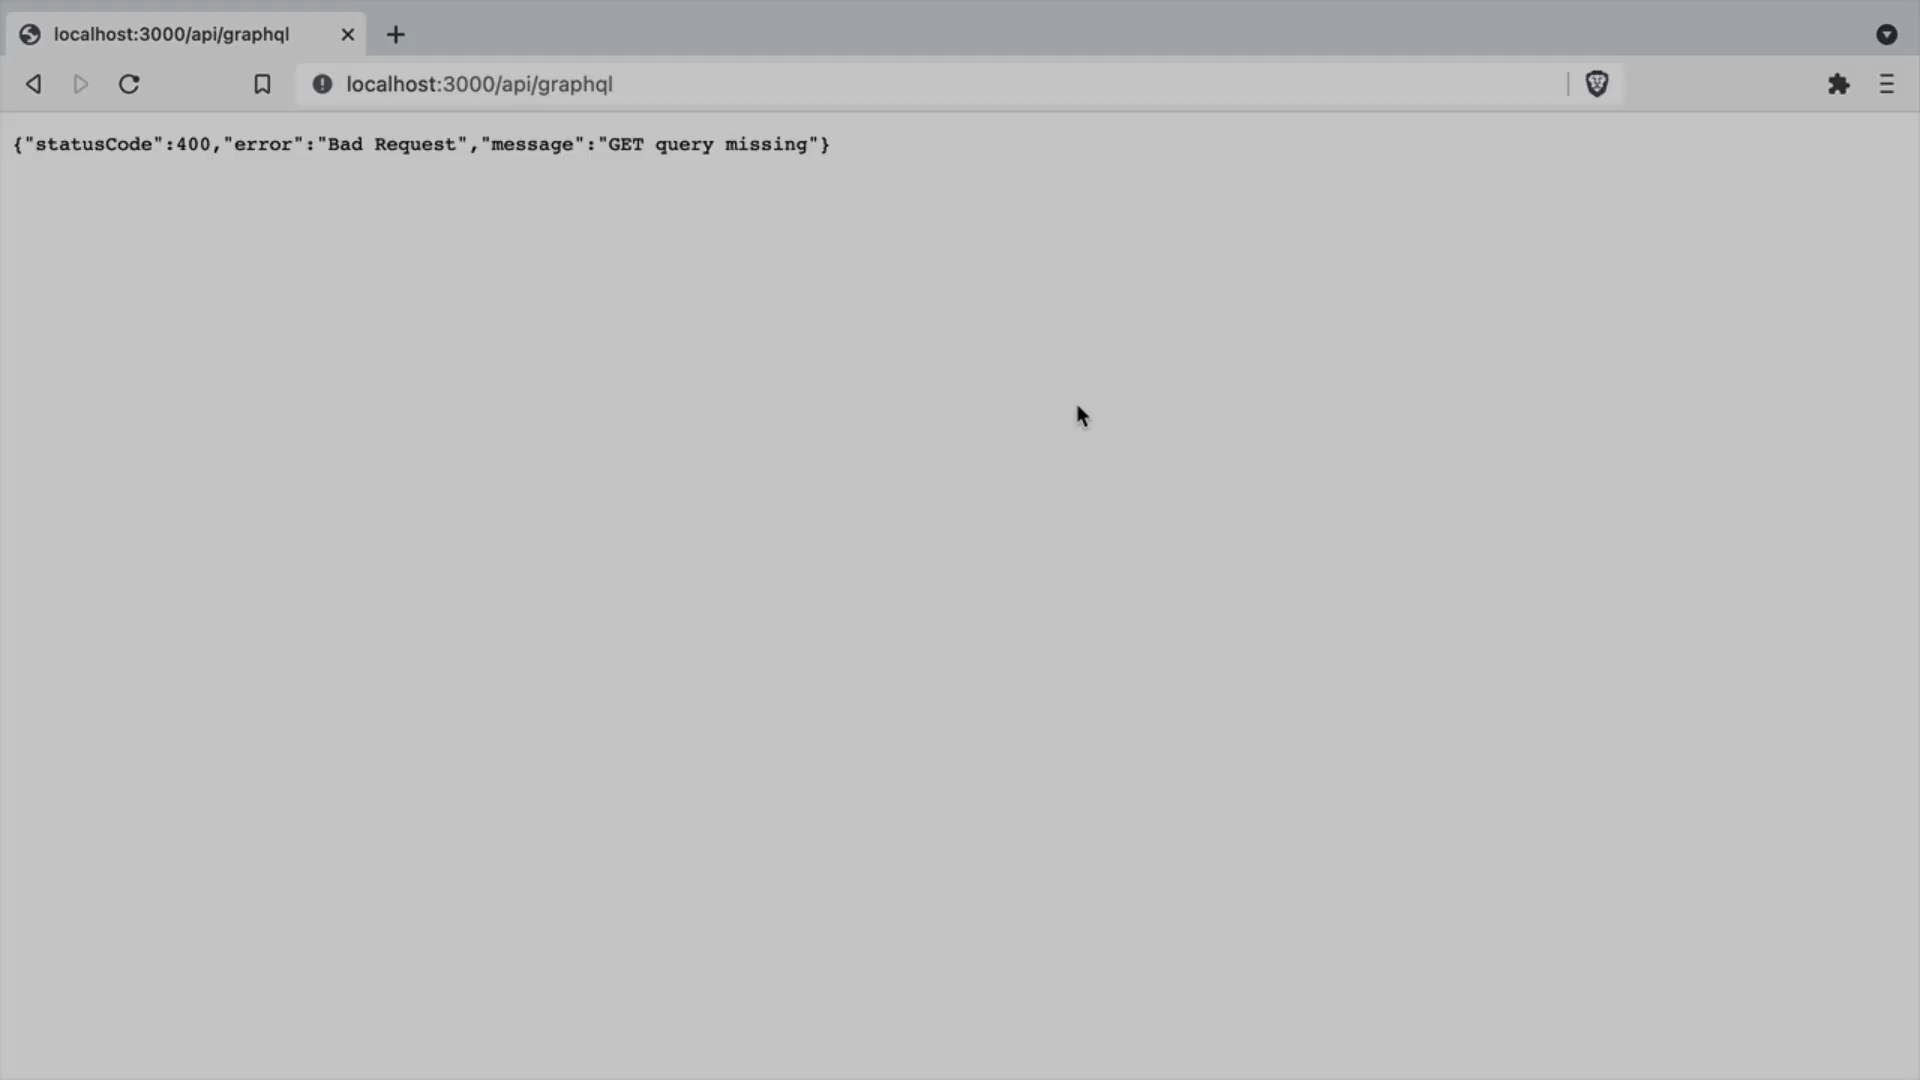 localhost:3000/api/graphql
localhost:3000/api/graphql
{"statusCode":400,"error":"Bad Request","message":"GET query missing"}